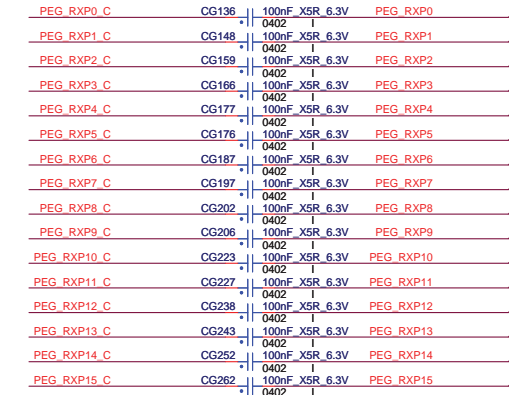 PEG_RXP0_C CG136 100nF_X5R_6.3V PEG_RXP0
0402 I
PEG_RXP1_C CG148 100nF_X5R_6.3V PEG_RXP1
0402 I
PEG_RXP2_C CG159 100nF_X5R_6.3V PEG_RXP2
0402 I
PEG_RXP3_C CG166 100nF_X5R_6.3V PEG_RXP3
0402 I
PEG_RXP4_C CG177 100nF_X5R_6.3V PEG_RXP4
0402 I
PEG_RXP5_C CG176 100nF_X5R_6.3V PEG_RXP5
0402 I
PEG_RXP6_C CG187 100nF_X5R_6.3V PEG_RXP6
0402 I
PEG_RXP7_C CG197 100nF_X5R_6.3V PEG_RXP7
0402 I
PEG_RXP8_C CG202 100nF_X5R_6.3V PEG_RXP8
0402 I
PEG_RXP9_C CG206 100nF_X5R_6.3V PEG_RXP9
0402 I
PEG_RXP10_C CG223 100nF_X5R_6.3V PEG_RXP10
0402 I
PEG_RXP11_C CG227 100nF_X5R_6.3V PEG_RXP11
0402 I
PEG_RXP12_C CG238 100nF_X5R_6.3V PEG_RXP12
0402 I
PEG_RXP13_C CG243 100nF_X5R_6.3V PEG_RXP13
0402 I
PEG_RXP14_C CG252 100nF_X5R_6.3V PEG_RXP14
0402 I
PEG_RXP15_C CG262 100nF_X5R_6.3V PEG_RXP15
0402 I